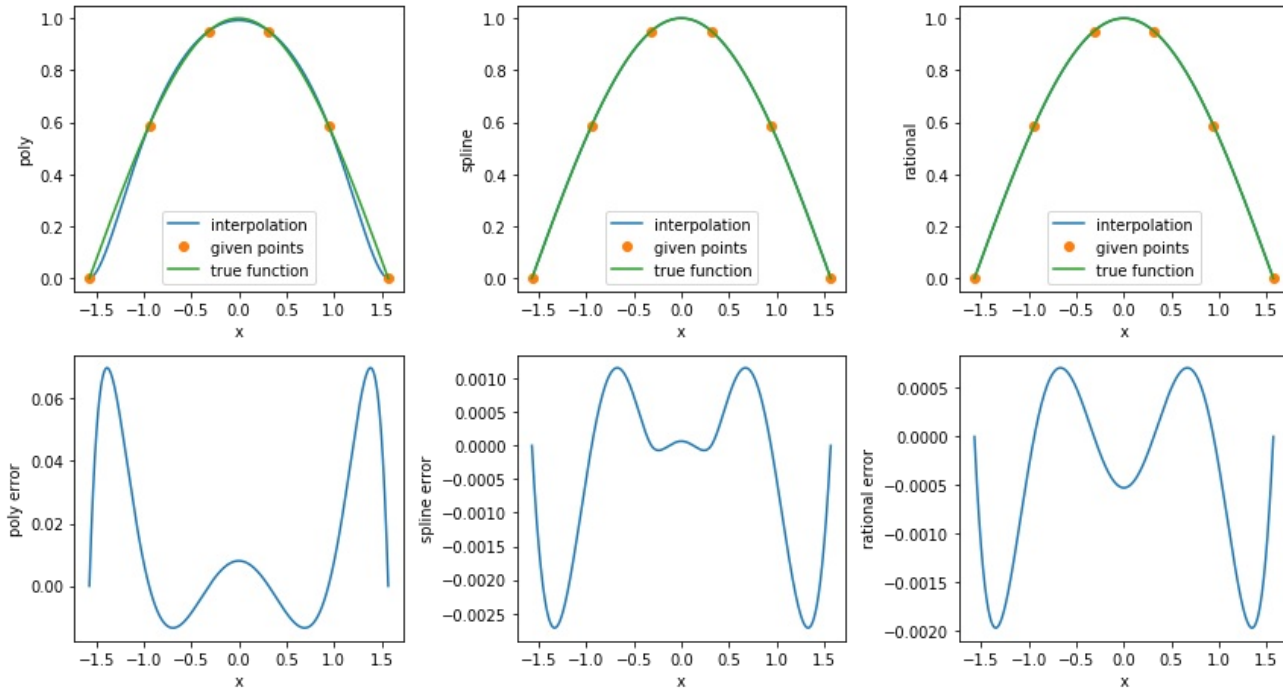 1.0
0.8
0.6
0.4
0.2
0.0
poly
interpolation
given points
true function
−1.5 −1.0 −0.5 0.0 0.5 1.0 1.5
x
1.0
0.8
0.6
0.4
0.2
0.0
spline
interpolation
given points
true function
−1.5 −1.0 −0.5 0.0 0.5 1.0 1.5
x
1.0
0.8
0.6
0.4
0.2
0.0
rational
interpolation
given points
true function
−1.5 −1.0 −0.5 0.0 0.5 1.0 1.5
x
0.06
0.04
0.02
0.00
poly error
−1.5 −1.0 −0.5 0.0 0.5 1.0 1.5
x
0.0010
0.0005
0.0000
−0.0005
−0.0010
−0.0015
−0.0020
−0.0025
spline error
−1.5 −1.0 −0.5 0.0 0.5 1.0 1.5
x
0.0005
0.0000
−0.0005
−0.0010
−0.0015
−0.0020
rational error
−1.5 −1.0 −0.5 0.0 0.5 1.0 1.5
x